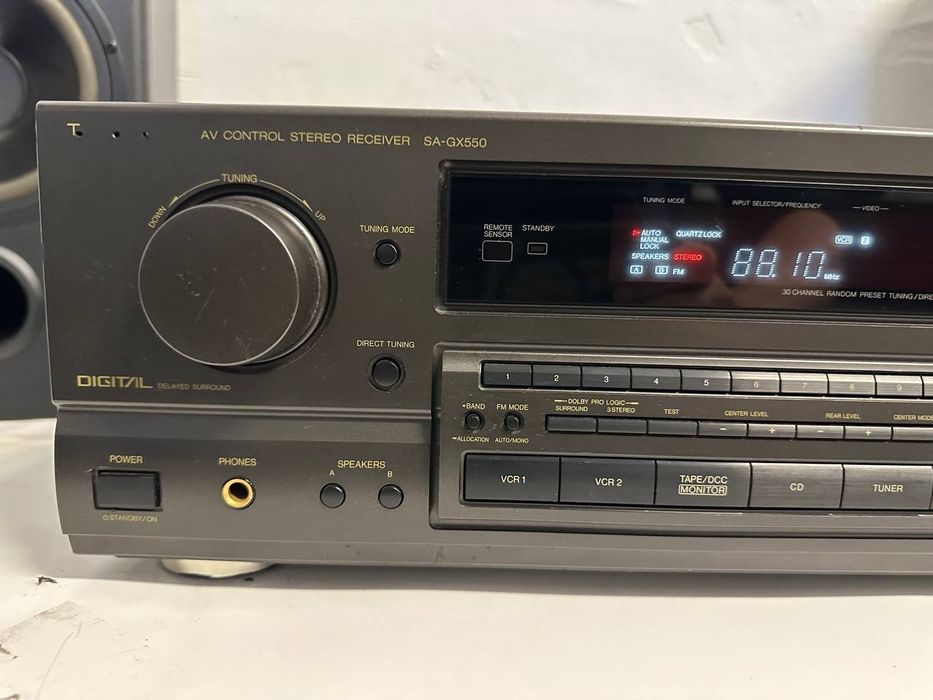 T
AV CONTROL STEREO RECEIVER SA-GX550
TUNING
DOWN
UP
TUNING MODE
DIRECT TUNING
DIGITAL DELAYED SURROUND
REMOTE
SENSOR
STANDBY
TUNING MODE
INPUT SELECTOR/FREQUENCY
VIDEO
AUTO
MANUAL
LOCK
QUARTZ LOCK
VCR 2
SPEAKERS STEREO
A B FM
88.10 MHz
30 CHANNEL RANDOM PRESET TUNING/DIRE
1 2 3 4 5 6 7 8 9
+BAND
FM MODE
–ALLOCATION
AUTO/MONO
DOLBY PRO LOGIC
SURROUND 3 STEREO
TEST
CENTER LEVEL
REAR LEVEL
CENTER MODE
– + – +
POWER
⏻STANDBY/ON
PHONES
SPEAKERS
A B
VCR 1
VCR 2
TAPE/DCC
MONITOR
CD
TUNER